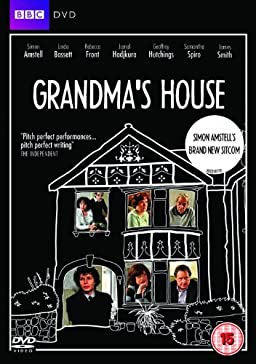 BBC DVD
Simon Amstell
Linda Bassett
Rebecca Front
Jamal Hadjkura
Geoffrey Hutchings
Samantha Spiro
James Smith
GRANDMA'S HOUSE
"Pitch perfect performances...
pitch perfect writing"
THE INDEPENDENT
SIMON AMSTELL'S
BRAND NEW SITCOM
DVD
VIDEO
15